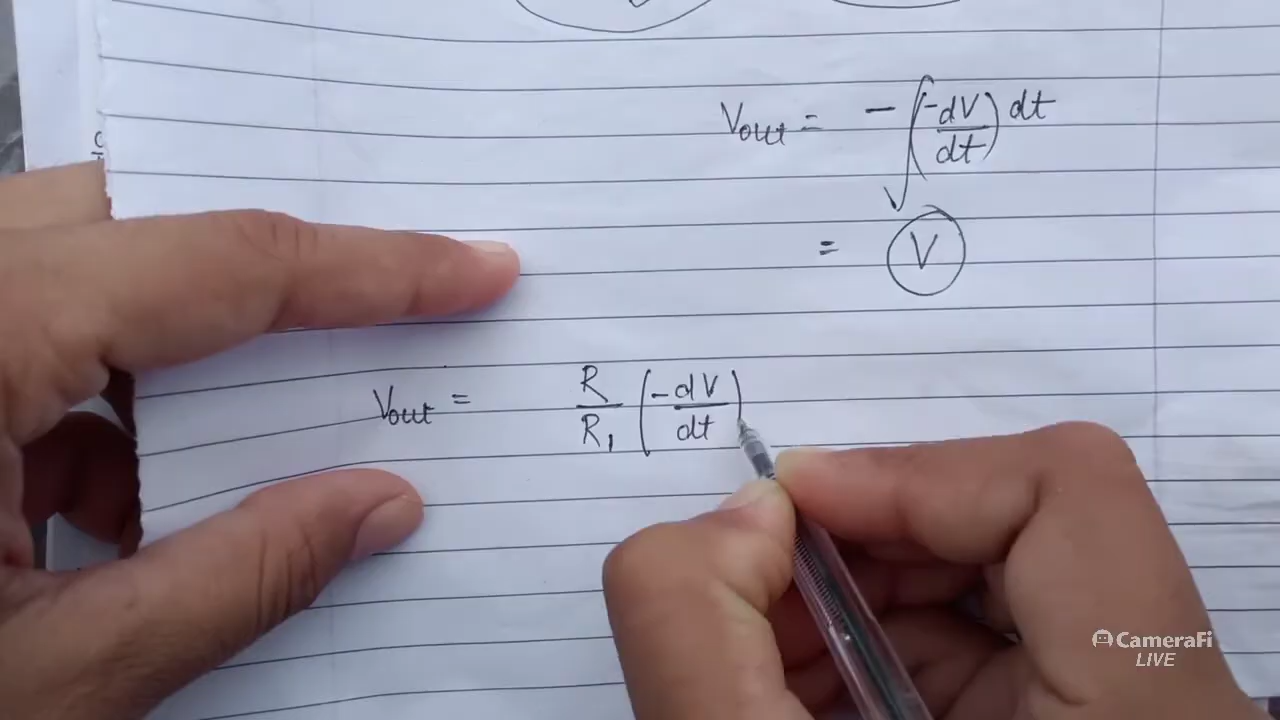 Vout = - ∫ (-dV/dt) dt
= V
Vout = R/R1 (-dV/dt)
CameraFi
LIVE